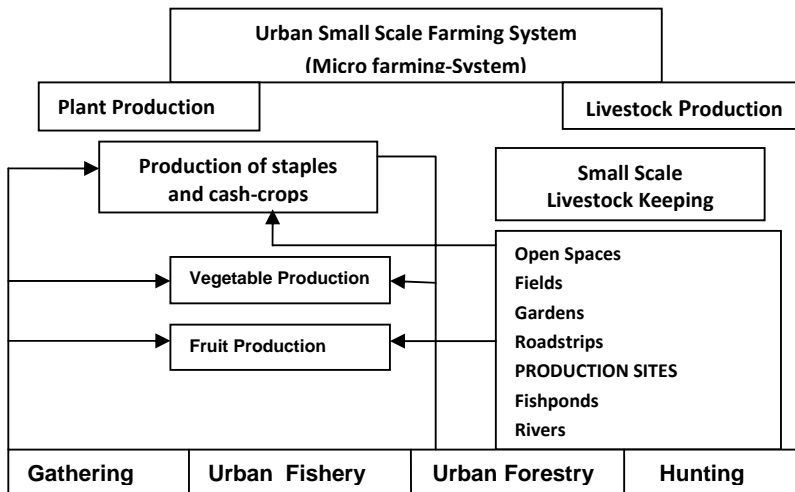 Urban Small Scale Farming System
(Micro farming-System)
Plant Production
Livestock Production
Production of staples
and cash-crops
Small Scale
Livestock Keeping
Open Spaces
Fields
Gardens
Roadstrips
PRODUCTION SITES
Fishponds
Rivers
Vegetable Production
Fruit Production
Gathering
Urban Fishery
Urban Forestry
Hunting